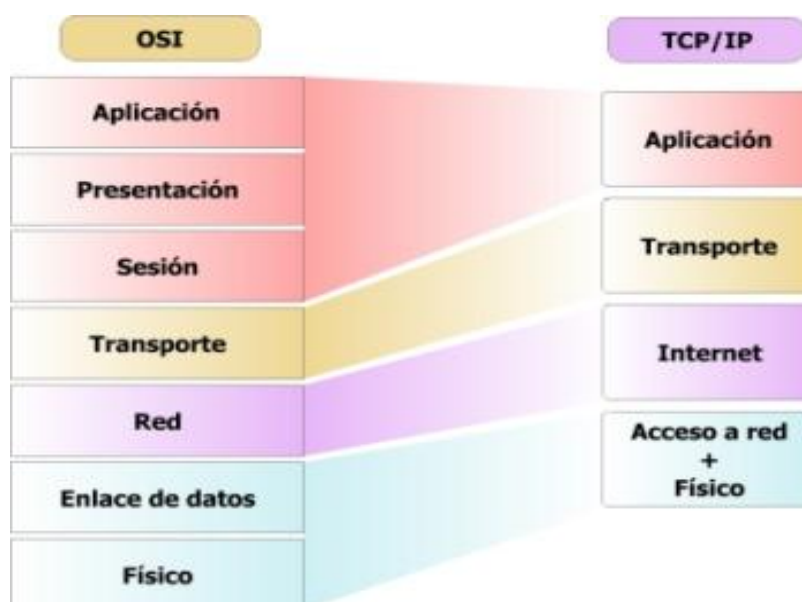 OSI
Aplicación
Presentación
Sesión
Transporte
Red
Enlace de datos
Físico
TCP/IP
Aplicación
Transporte
Internet
Acceso a red
+
Físico